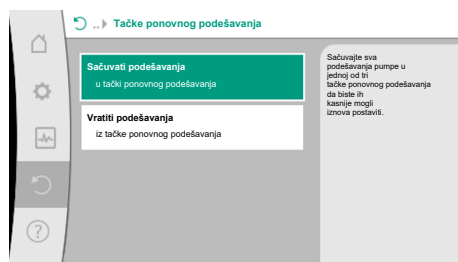 ..▸ Tačke ponovnog podešavanja
Sačuvati podešavanja
u tački ponovnog podešavanja
Vratiti podešavanja
iz tačke ponovnog podešavanja
Sačuvajte sva
podešavanja pumpe u
jednoj od tri
tačke ponovnog podešavanja
da biste ih
kasnije mogli
iznova postaviti.
?